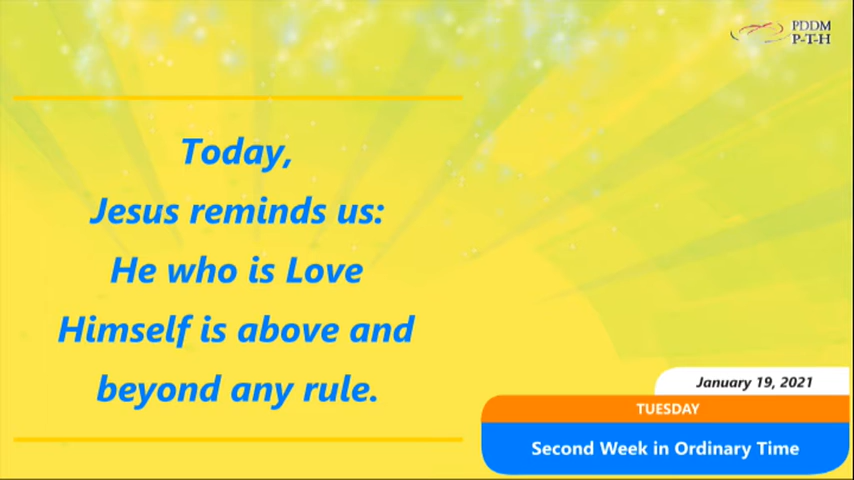 PDDM
P-T-H
Today,
Jesus reminds us:
He who is Love
Himself is above and
beyond any rule.
January 19, 2021
TUESDAY
Second Week in Ordinary Time